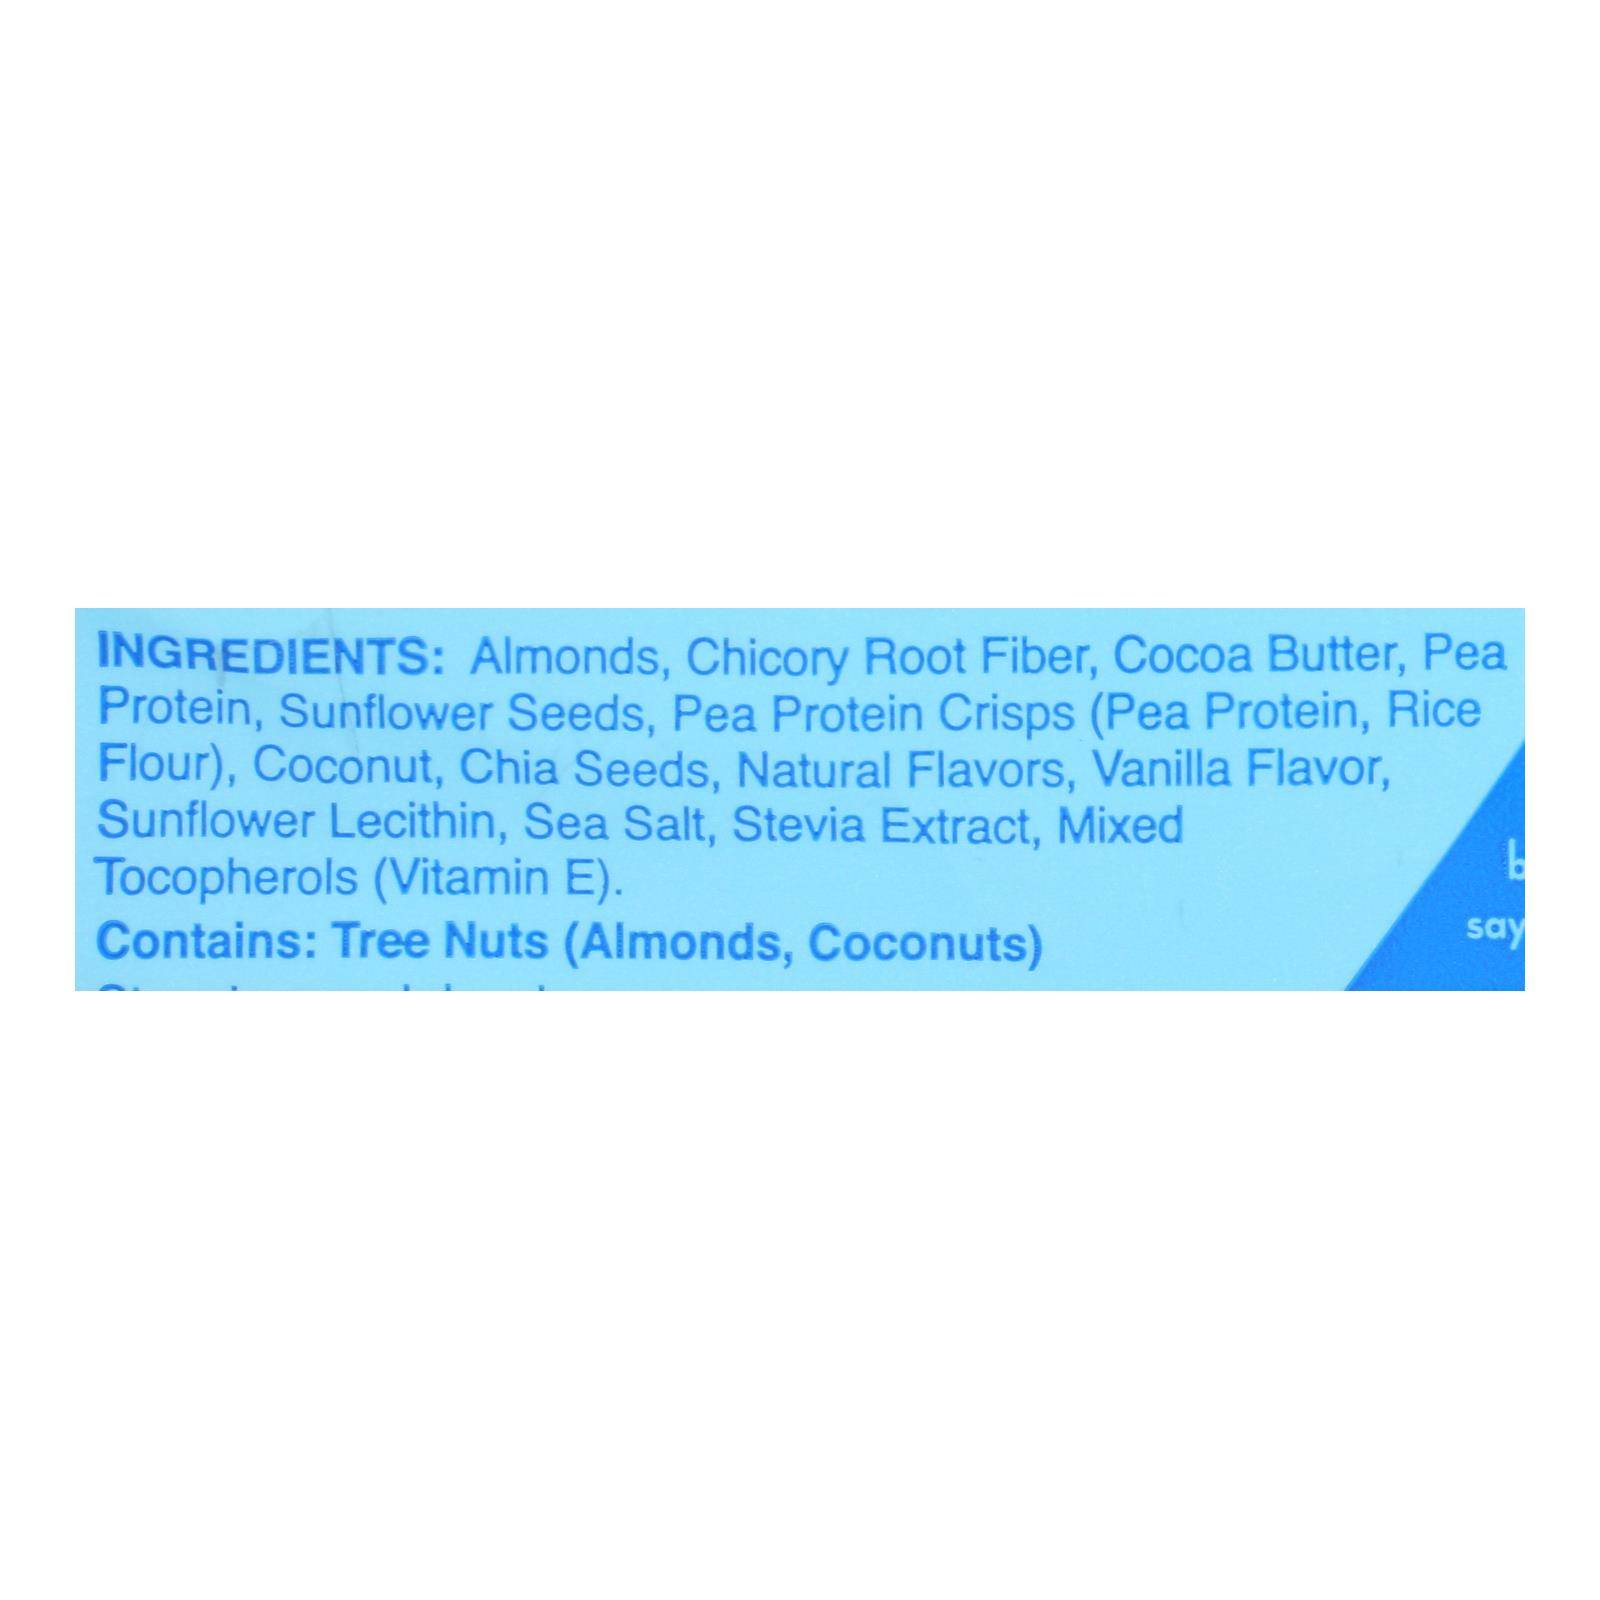 INGREDIENTS: Almonds, Chicory Root Fiber, Cocoa Butter, Pea
Protein, Sunflower Seeds, Pea Protein Crisps (Pea Protein, Rice
Flour), Coconut, Chia Seeds, Natural Flavors, Vanilla Flavor,
Sunflower Lecithin, Sea Salt, Stevia Extract, Mixed
Tocopherols (Vitamin E).
Contains: Tree Nuts (Almonds, Coconuts)
say